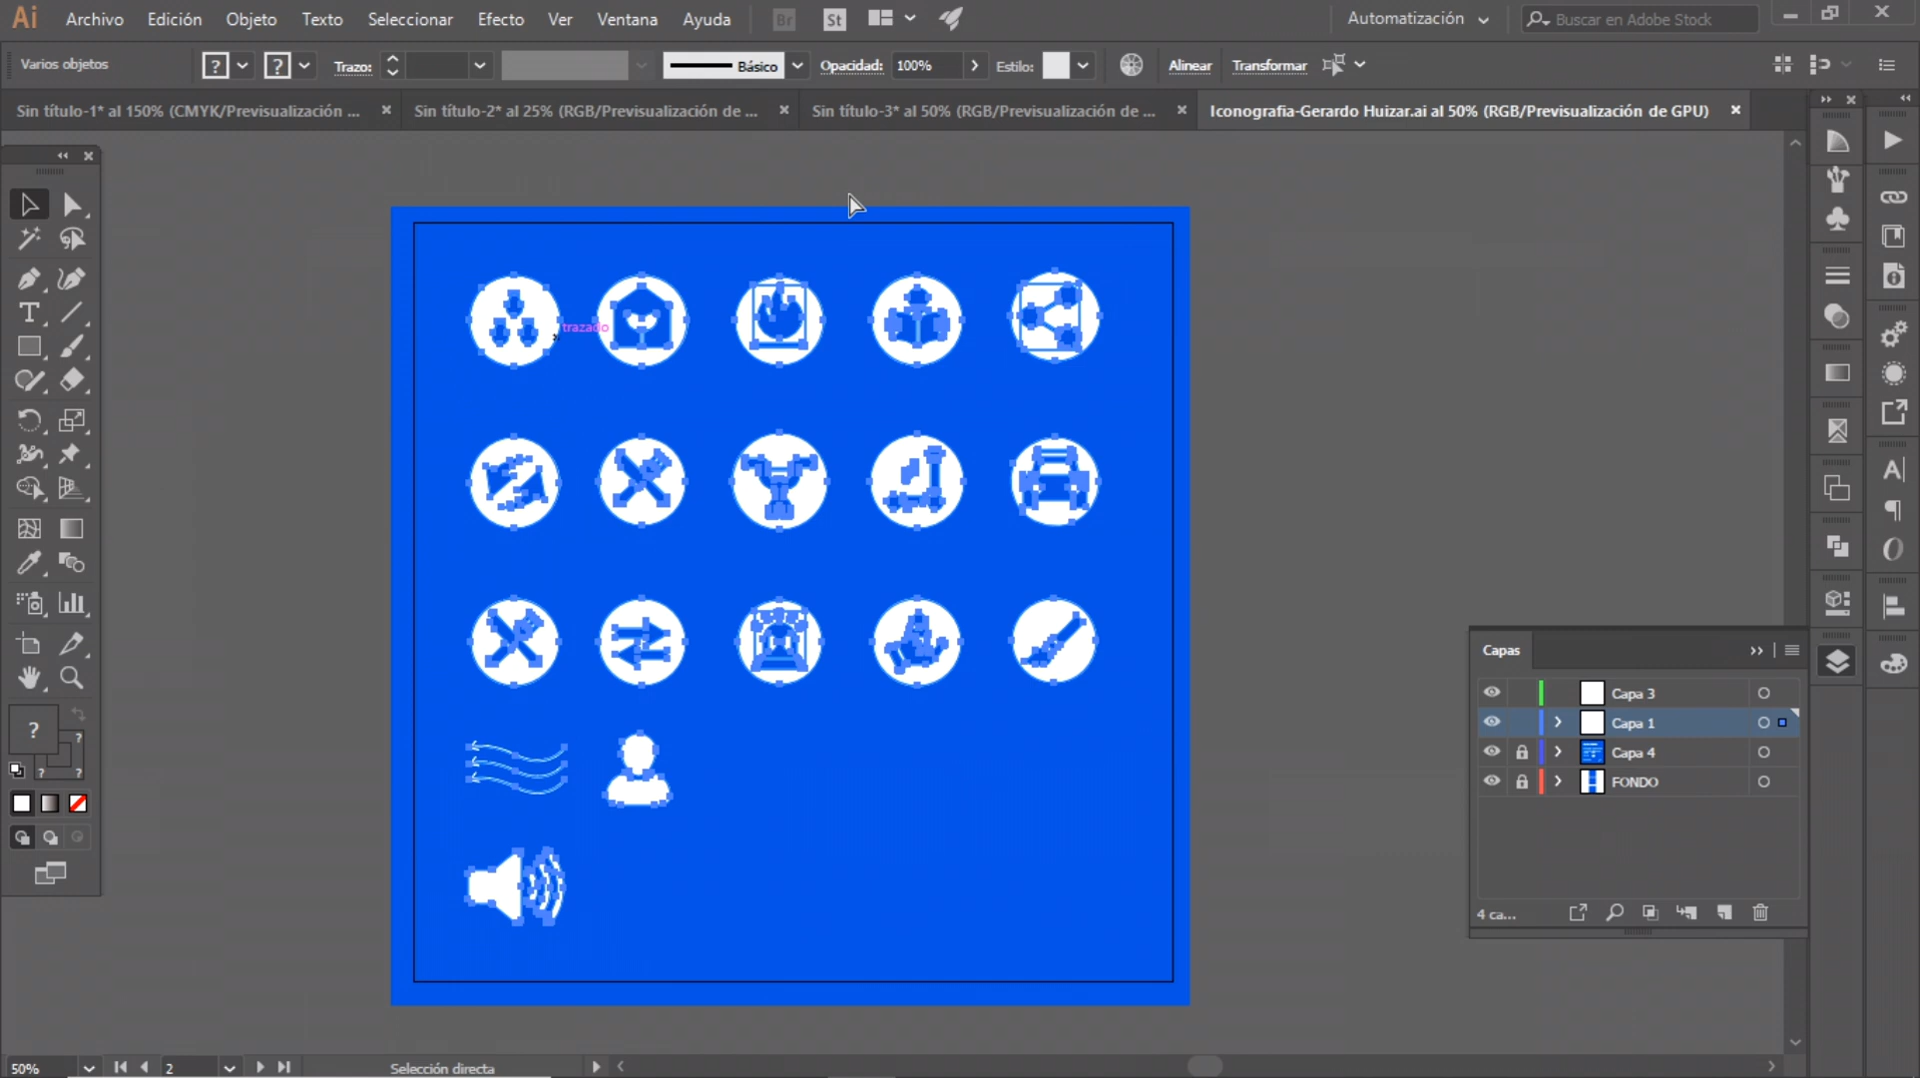 Ai Archivo Edición Objeto Texto Seleccionar Efecto Ver Ventana Ayuda Br St Automatización Buscar en Adobe Stock
Varios objetos ? ? Trazo: Básico Opacidad: 100% Estilo: Alinear Transformar
Sin título-1* al 150% (CMYK/Previsualización ... Sin título-2* al 25% (RGB/Previsualización de ... Sin título-3* al 50% (RGB/Previsualización de ... Iconografia-Gerardo Huizar.ai al 50% (RGB/Previsualización de GPU)
trazado
Capas
Capa 3
Capa 1
Capa 4
FONDO
4 ca...
?
?
? ?
50% 2 Selección directa